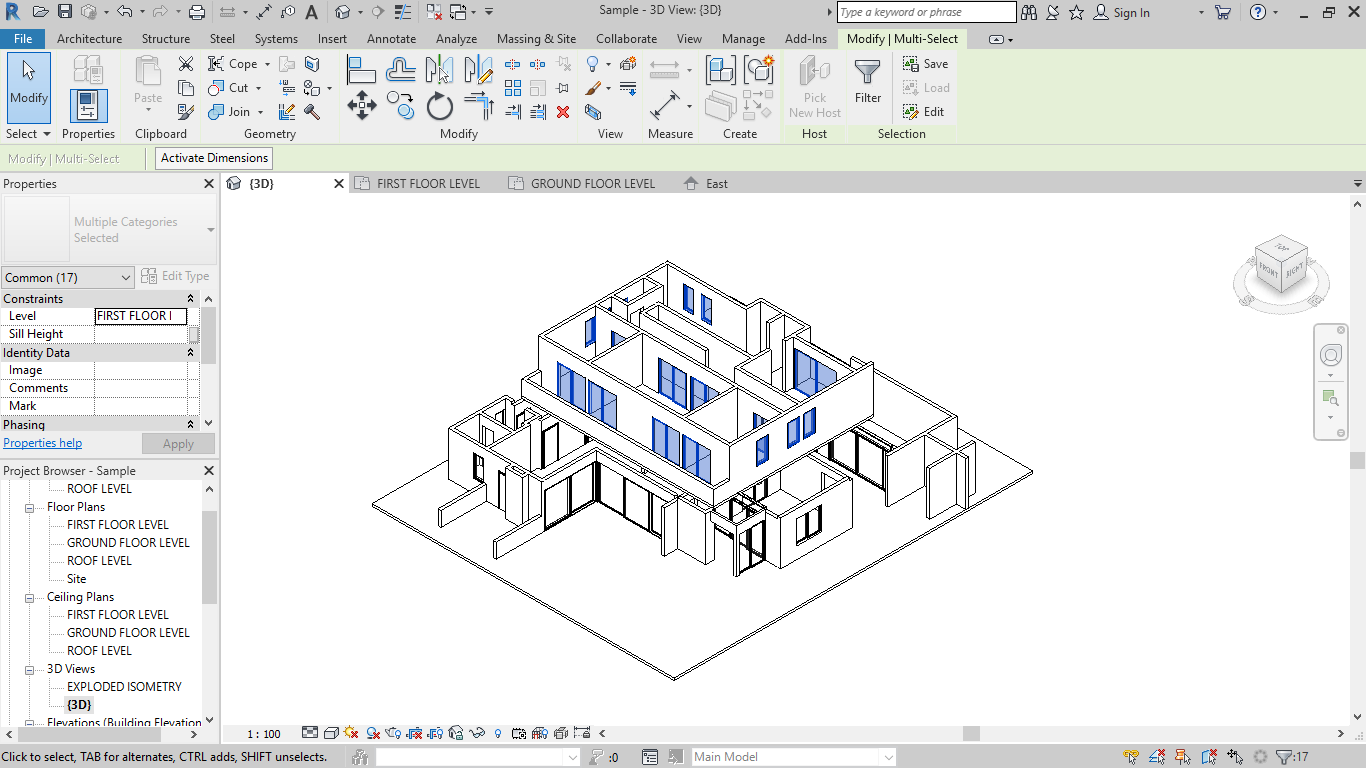 Sample - 3D View: {3D}
Type a keyword or phrase
Sign In
File
Architecture
Structure
Steel
Systems
Insert
Annotate
Analyze
Massing & Site
Collaborate
View
Manage
Add-Ins
Modify | Multi-Select
Modify
Paste
Cope
Cut
Join
Pick
New Host
Filter
Save
Load
Edit
Select
Properties
Clipboard
Geometry
Modify
View
Measure
Create
Host
Selection
Modify | Multi-Select
Activate Dimensions
Properties
{3D}
FIRST FLOOR LEVEL
GROUND FLOOR LEVEL
East
Multiple Categories
Selected
Common (17)
Edit Type
Constraints
Level
FIRST FLOOR l
Sill Height
Identity Data
Image
Comments
Mark
Phasing
Properties help
Apply
Project Browser - Sample
ROOF LEVEL
Floor Plans
FIRST FLOOR LEVEL
GROUND FLOOR LEVEL
ROOF LEVEL
Site
Ceiling Plans
FIRST FLOOR LEVEL
GROUND FLOOR LEVEL
ROOF LEVEL
3D Views
EXPLODED ISOMETRY
{3D}
Elevations (Building Elevation
TOP
FRONT
RIGHT
1 : 100
Click to select, TAB for alternates, CTRL adds, SHIFT unselects.
:0
Main Model
:17